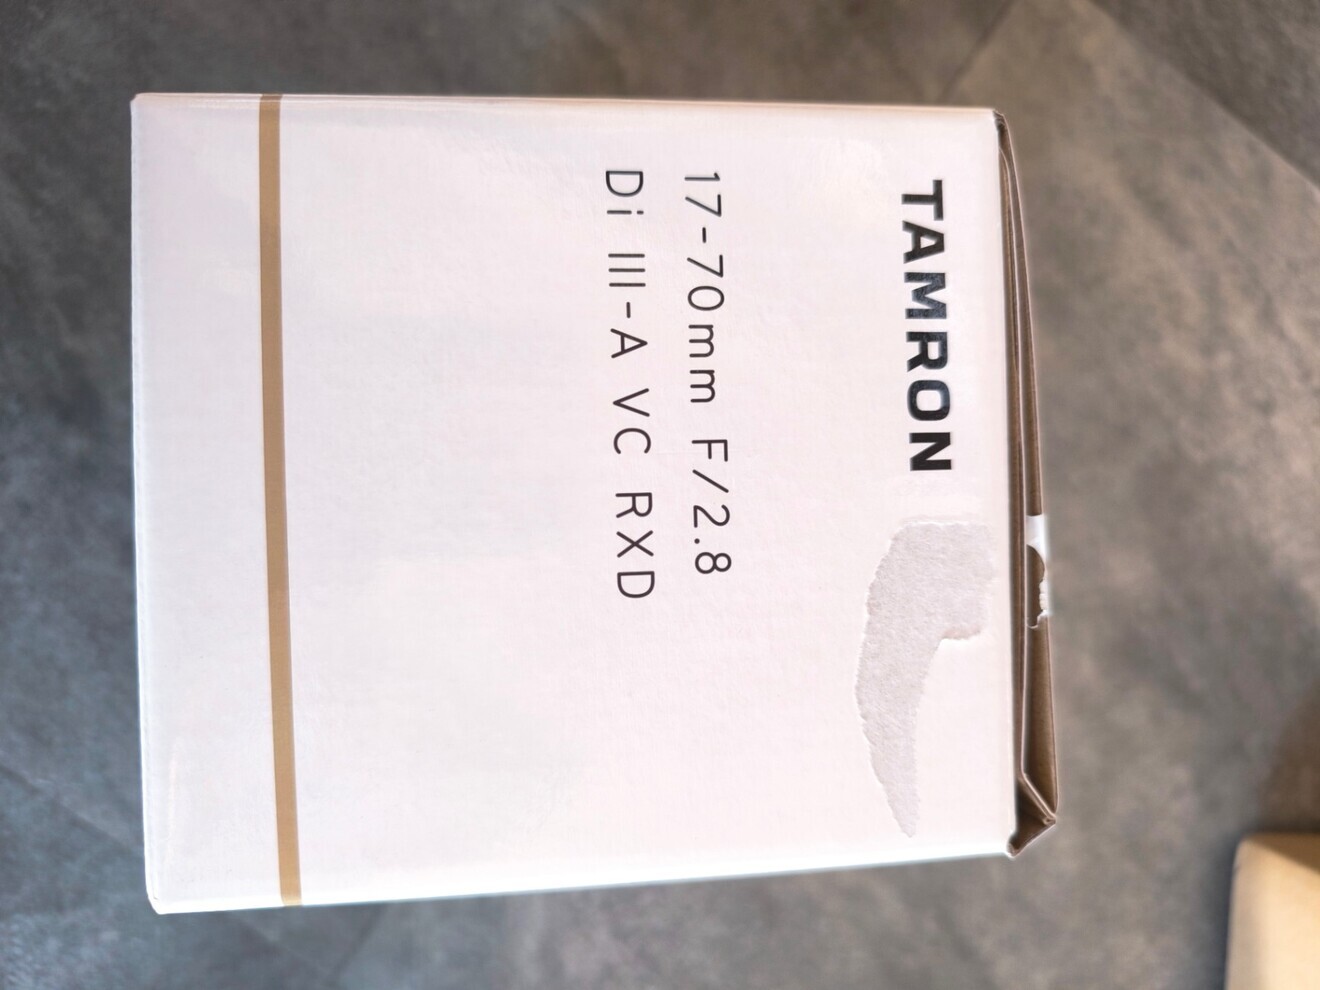 TAMRON
17-70mm F/2.8
Di III-A VC RXD